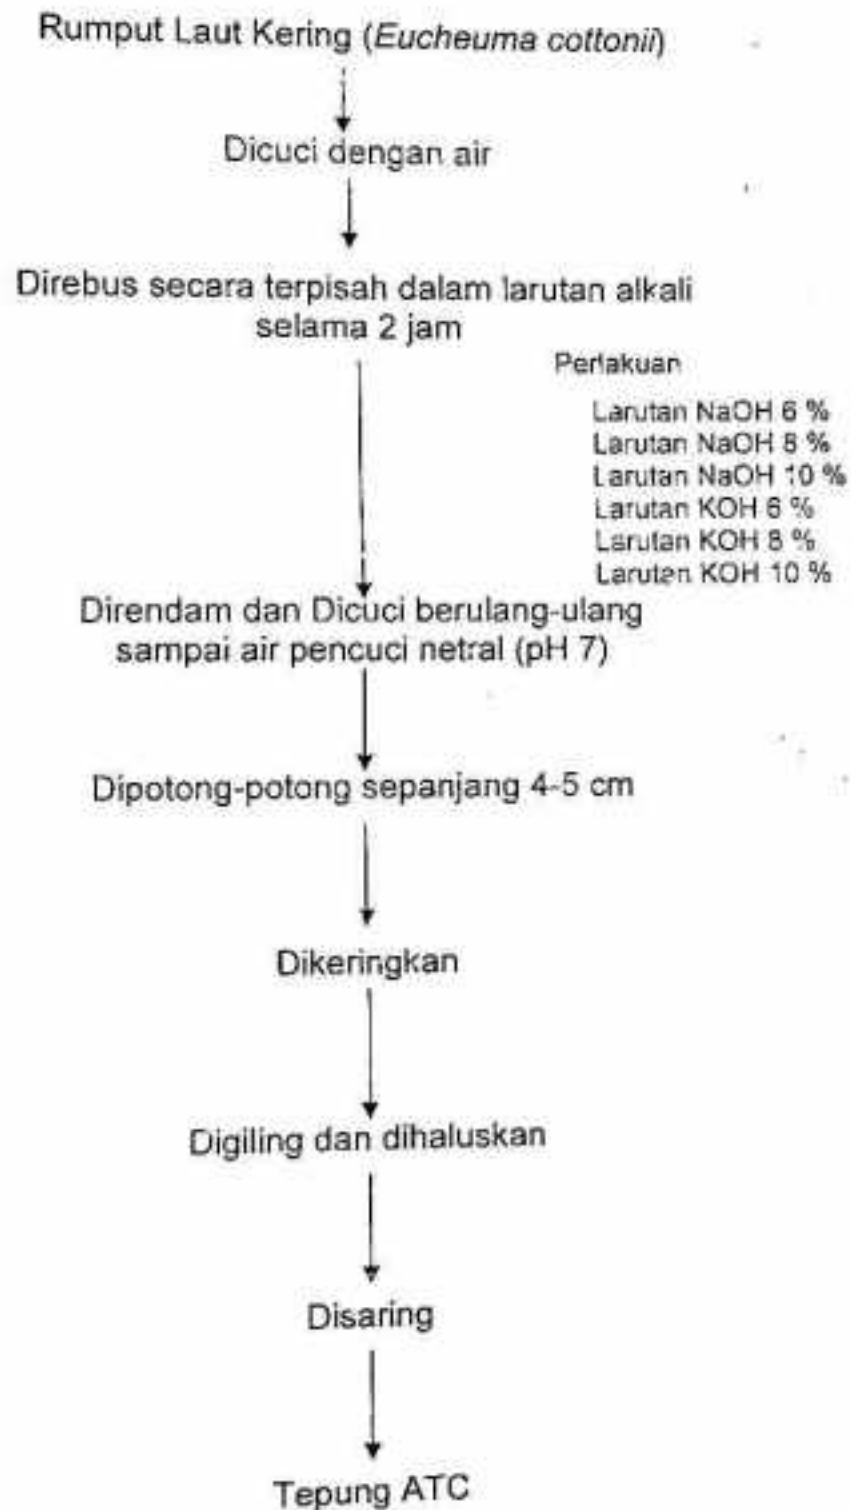 Rumput Laut Kering (Eucheuma cottonii)
Dicuci dengan air
Direbus secara terpisah dalam larutan alkali
selama 2 jam
Perlakuan
Larutan NaOH 6 %
Larutan NaOH 8 %
Larutan NaOH 10 %
Larutan KOH 6 %
Larutan KOH 8 %
Larutan KOH 10 %
Direndam dan Dicuci berulang-ulang
sampai air pencuci netral (pH 7)
Dipotong-potong sepanjang 4-5 cm
Dikeringkan
Digiling dan dihaluskan
Disaring
Tepung ATC